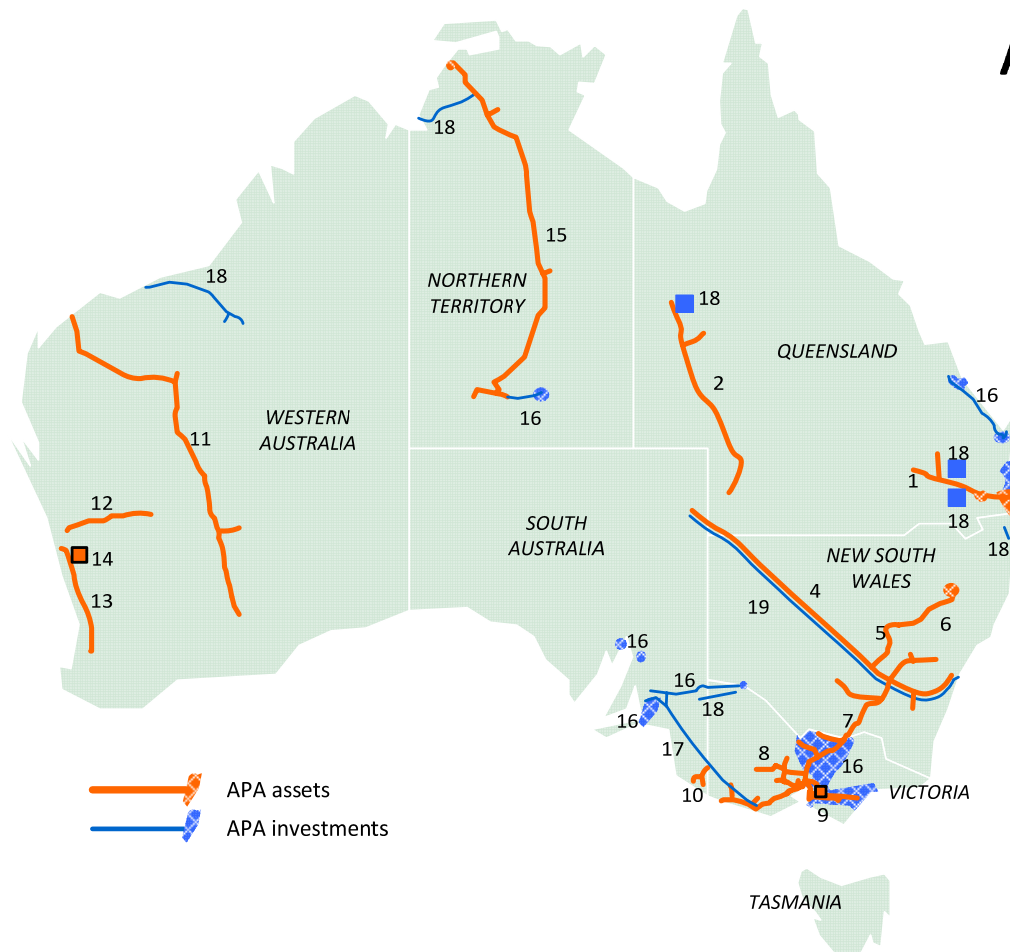 A
18
15
18
NORTHERN
TERRITORY
18
QUEENSLAND
2
16
16
WESTERN
AUSTRALIA
11
18
1
12
18
SOUTH
AUSTRALIA
18
14
NEW SOUTH
WALES
4
13
19
5
6
16
16
18
16
7
17
8
16
10
VICTORIA
9
APA assets
APA investments
TASMANIA